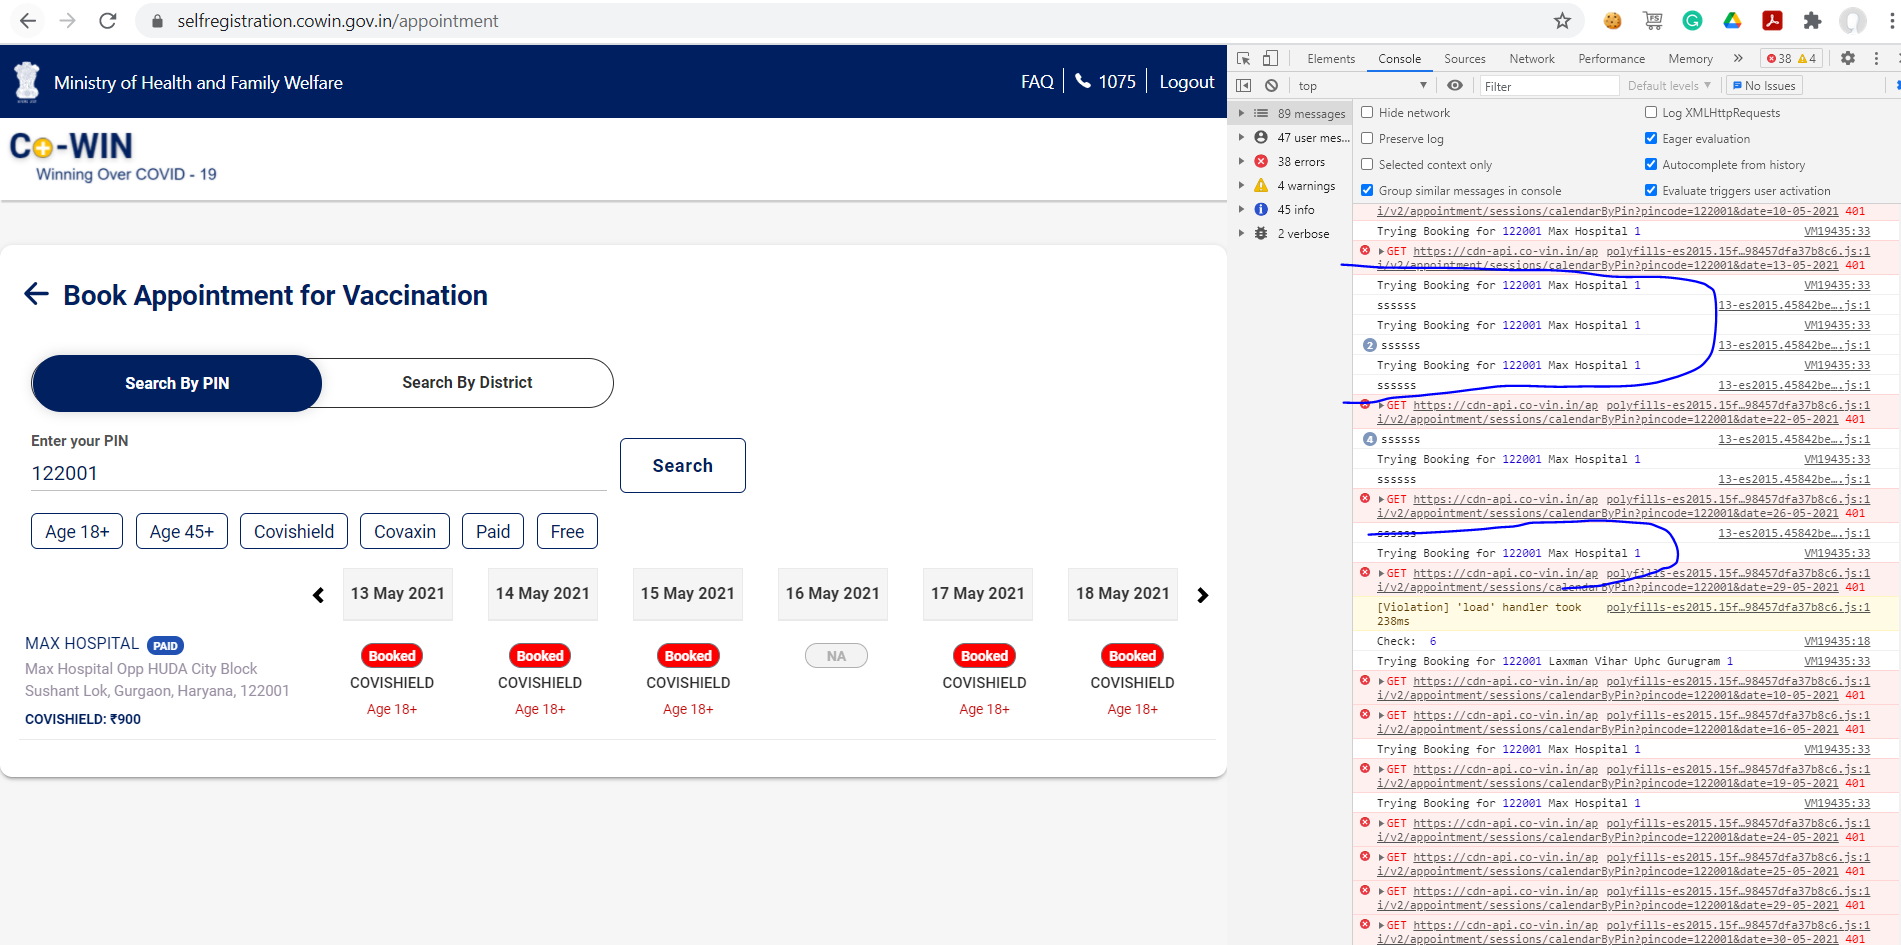 selfregistration.cowin.gov.in/appointment
Ministry of Health and Family Welfare
FAQ
1075
Logout
Co-WIN
Winning Over COVID - 19
Book Appointment for Vaccination
Search By PIN
Search By District
Enter your PIN
122001
Search
Age 18+
Age 45+
Covishield
Covaxin
Paid
Free
13 May 2021
14 May 2021
15 May 2021
16 May 2021
17 May 2021
18 May 2021
MAX HOSPITAL PAID
Max Hospital Opp HUDA City Block
Sushant Lok, Gurgaon, Haryana, 122001
COVISHIELD: ₹900
Booked
COVISHIELD
Age 18+
Booked
COVISHIELD
Age 18+
Booked
COVISHIELD
Age 18+
NA
Booked
COVISHIELD
Age 18+
Booked
COVISHIELD
Age 18+
Elements
Console
Sources
Network
Performance
Memory
»
38
4
top
Filter
Default levels
No Issues
89 messages
47 user mes...
38 errors
4 warnings
45 info
2 verbose
Hide network
Log XMLHttpRequests
Preserve log
Eager evaluation
Selected context only
Autocomplete from history
Group similar messages in console
Evaluate triggers user activation
i/v2/appointment/sessions/calendarByPin?pincode=122001&date=10-05-2021 401
Trying Booking for 122001 Max Hospital 1 VM19435:33
GET https://cdn-api.co-vin.in/ap polyfills-es2015.15f…98457dfa37b8c6.js:1
i/v2/appointment/sessions/calendarByPin?pincode=122001&date=13-05-2021 401
Trying Booking for 122001 Max Hospital 1 VM19435:33
ssssss 13-es2015.45842be….js:1
Trying Booking for 122001 Max Hospital 1 VM19435:33
2 ssssss 13-es2015.45842be….js:1
Trying Booking for 122001 Max Hospital 1 VM19435:33
ssssss 13-es2015.45842be….js:1
GET https://cdn-api.co-vin.in/ap polyfills-es2015.15f…98457dfa37b8c6.js:1
i/v2/appointment/sessions/calendarByPin?pincode=122001&date=22-05-2021 401
4 ssssss 13-es2015.45842be….js:1
Trying Booking for 122001 Max Hospital 1 VM19435:33
ssssss 13-es2015.45842be….js:1
GET https://cdn-api.co-vin.in/ap polyfills-es2015.15f…98457dfa37b8c6.js:1
i/v2/appointment/sessions/calendarByPin?pincode=122001&date=26-05-2021 401
ssssss 13-es2015.45842be….js:1
Trying Booking for 122001 Max Hospital 1 VM19435:33
GET https://cdn-api.co-vin.in/ap polyfills-es2015.15f…98457dfa37b8c6.js:1
i/v2/appointment/sessions/calendarByPin?pincode=122001&date=29-05-2021 401
[Violation] 'load' handler took polyfills-es2015.15f…98457dfa37b8c6.js:1
238ms
Check: 6 VM19435:18
Trying Booking for 122001 Laxman Vihar Uphc Gurugram 1 VM19435:33
GET https://cdn-api.co-vin.in/ap polyfills-es2015.15f…98457dfa37b8c6.js:1
i/v2/appointment/sessions/calendarByPin?pincode=122001&date=10-05-2021 401
GET https://cdn-api.co-vin.in/ap polyfills-es2015.15f…98457dfa37b8c6.js:1
i/v2/appointment/sessions/calendarByPin?pincode=122001&date=16-05-2021 401
Trying Booking for 122001 Max Hospital 1 VM19435:33
GET https://cdn-api.co-vin.in/ap polyfills-es2015.15f…98457dfa37b8c6.js:1
i/v2/appointment/sessions/calendarByPin?pincode=122001&date=19-05-2021 401
Trying Booking for 122001 Max Hospital 1 VM19435:33
GET https://cdn-api.co-vin.in/ap polyfills-es2015.15f…98457dfa37b8c6.js:1
i/v2/appointment/sessions/calendarByPin?pincode=122001&date=24-05-2021 401
GET https://cdn-api.co-vin.in/ap polyfills-es2015.15f…98457dfa37b8c6.js:1
i/v2/appointment/sessions/calendarByPin?pincode=122001&date=25-05-2021 401
GET https://cdn-api.co-vin.in/ap polyfills-es2015.15f…98457dfa37b8c6.js:1
i/v2/appointment/sessions/calendarByPin?pincode=122001&date=29-05-2021 401
GET https://cdn-api.co-vin.in/ap polyfills-es2015.15f…98457dfa37b8c6.js:1
i/v2/appointment/sessions/calendarByPin?pincode=122001&date=30-05-2021 401